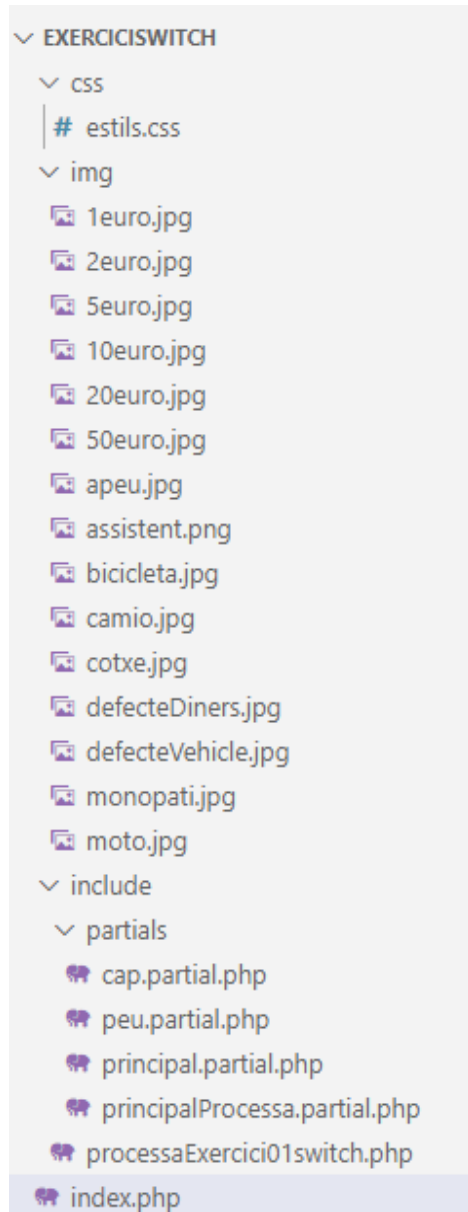 EXERCICISWITCH
css
# estils.css
img
1euro.jpg
2euro.jpg
5euro.jpg
10euro.jpg
20euro.jpg
50euro.jpg
apeu.jpg
assistent.png
bicicleta.jpg
camio.jpg
cotxe.jpg
defecteDiners.jpg
defecteVehicle.jpg
monopati.jpg
moto.jpg
include
partials
cap.partial.php
peu.partial.php
principal.partial.php
principalProcessa.partial.php
processaExercici01switch.php
index.php